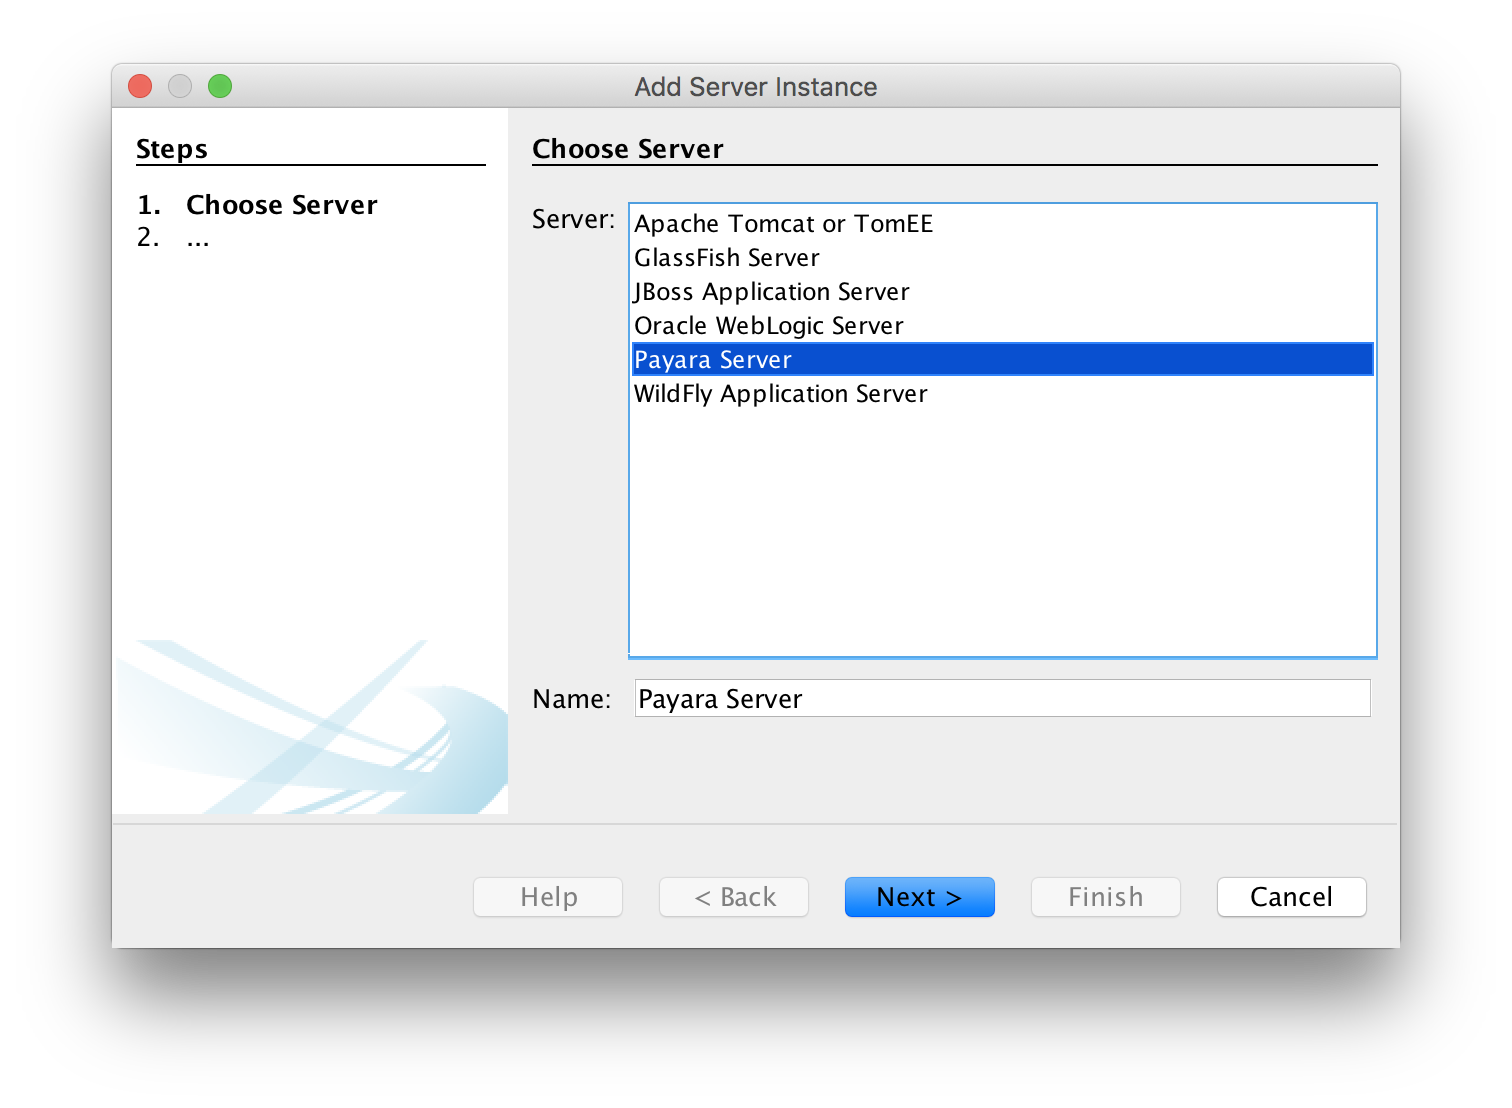 Add Server Instance
Steps
1. Choose Server
2. ...
Choose Server
Server:
Apache Tomcat or TomEE
GlassFish Server
JBoss Application Server
Oracle WebLogic Server
Payara Server
WildFly Application Server
Name: Payara Server
Help < Back Next > Finish Cancel